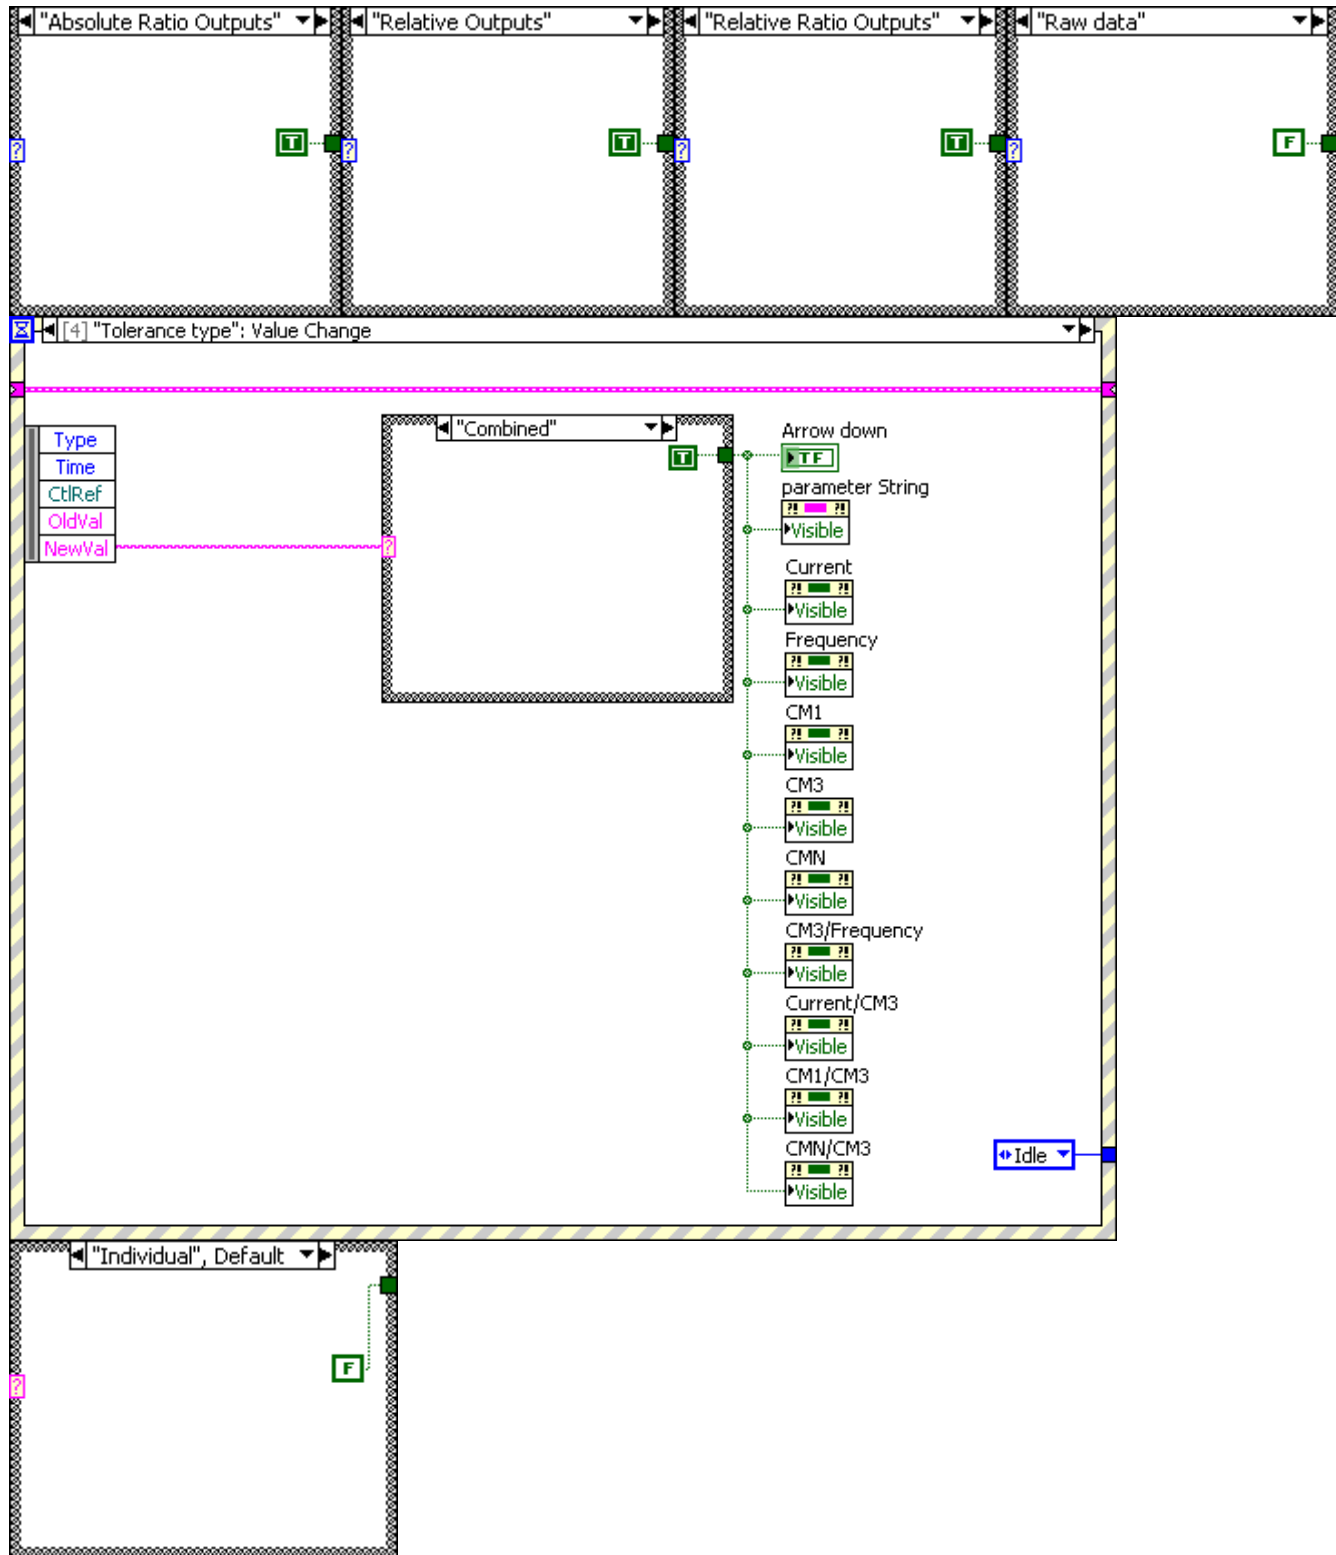 "Absolute Ratio Outputs"
"Relative Outputs"
"Relative Ratio Outputs"
"Raw data"
?
T
?
T
?
T
?
F
[4] "Tolerance type": Value Change
Type
Time
CtlRef
OldVal
NewVal
"Combined"
T
?
Arrow down
TF
parameter String
?! ?!
Visible
Current
?! ?!
Visible
Frequency
?! ?!
Visible
CM1
?! ?!
Visible
CM3
?! ?!
Visible
CMN
?! ?!
Visible
CM3/Frequency
?! ?!
Visible
Current/CM3
?! ?!
Visible
CM1/CM3
?! ?!
Visible
CMN/CM3
?! ?!
Visible
Idle
"Individual", Default
F
?